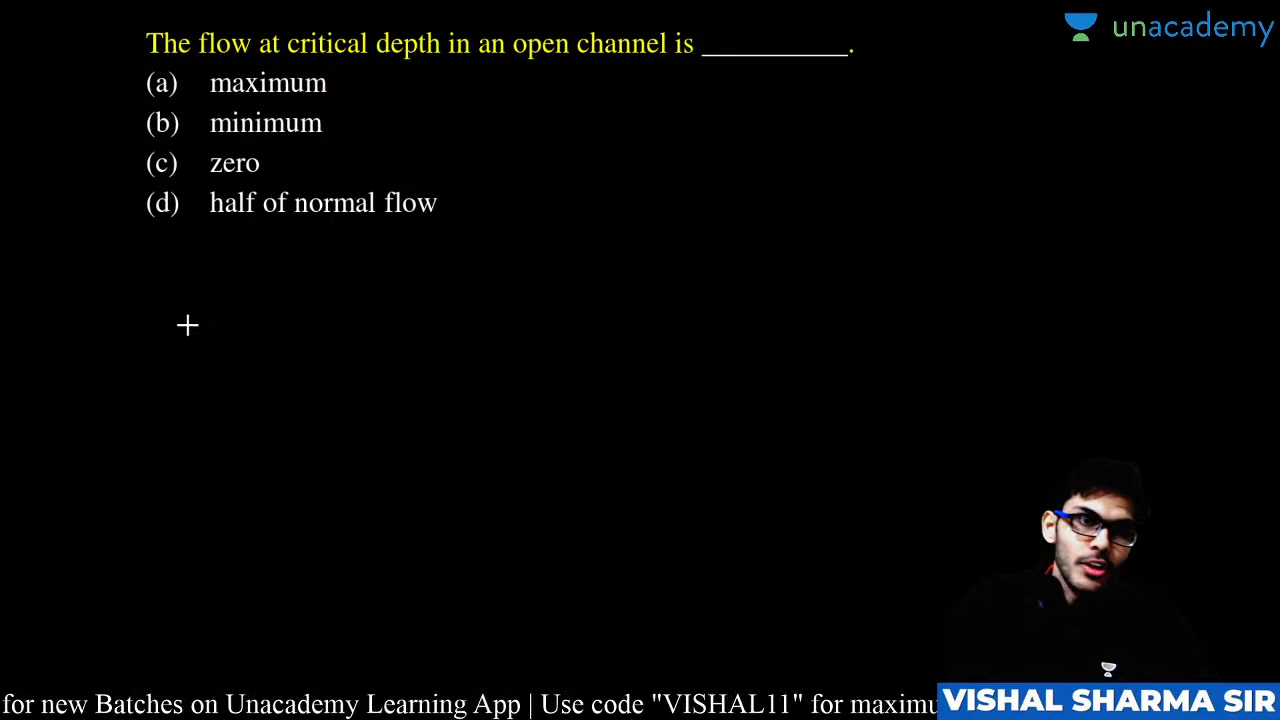 The flow at critical depth in an open channel is __________.
unacademy
(a) maximum
(b) minimum
(c) zero
(d) half of normal flow
for new Batches on Unacademy Learning App | Use code "VISHAL11" for maximu
VISHAL SHARMA SIR